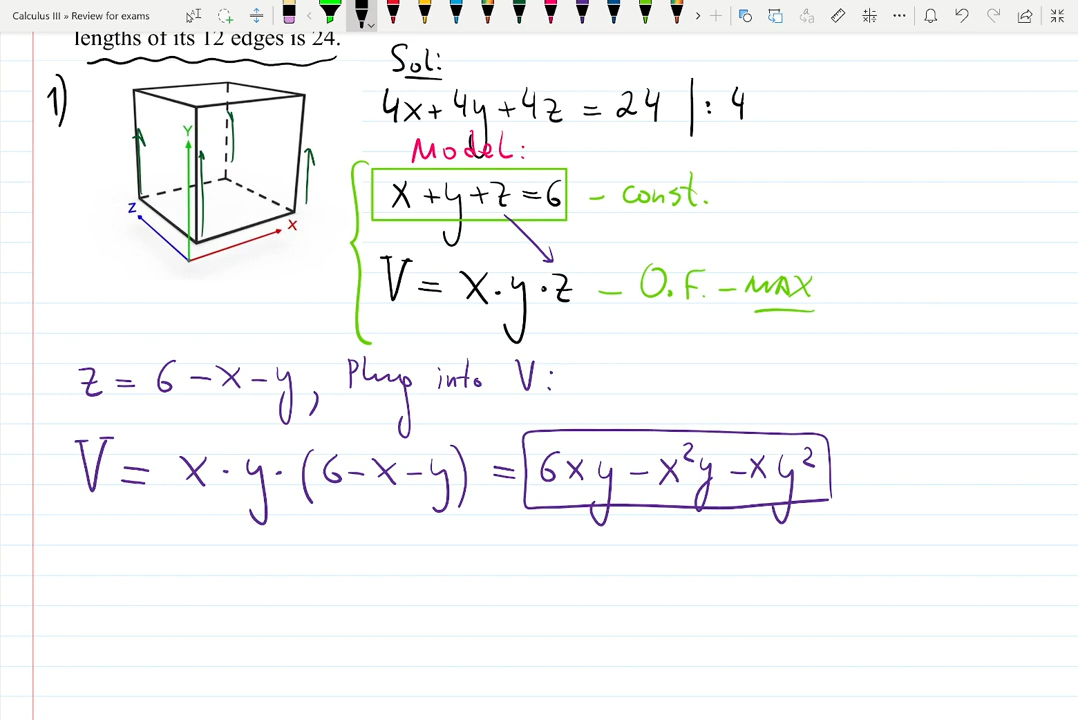 Calculus III » Review for exams
lengths of its 12 edges is 24.
1)
Sol:
4x + 4y + 4z = 24 | : 4
Model:
x + y + z = 6 – const.
V = x · y · z – O.F. – MAX
Y
Z
X
z = 6 – x – y, Plug into V:
V = x · y · (6 – x – y) = 6xy – x²y – xy²